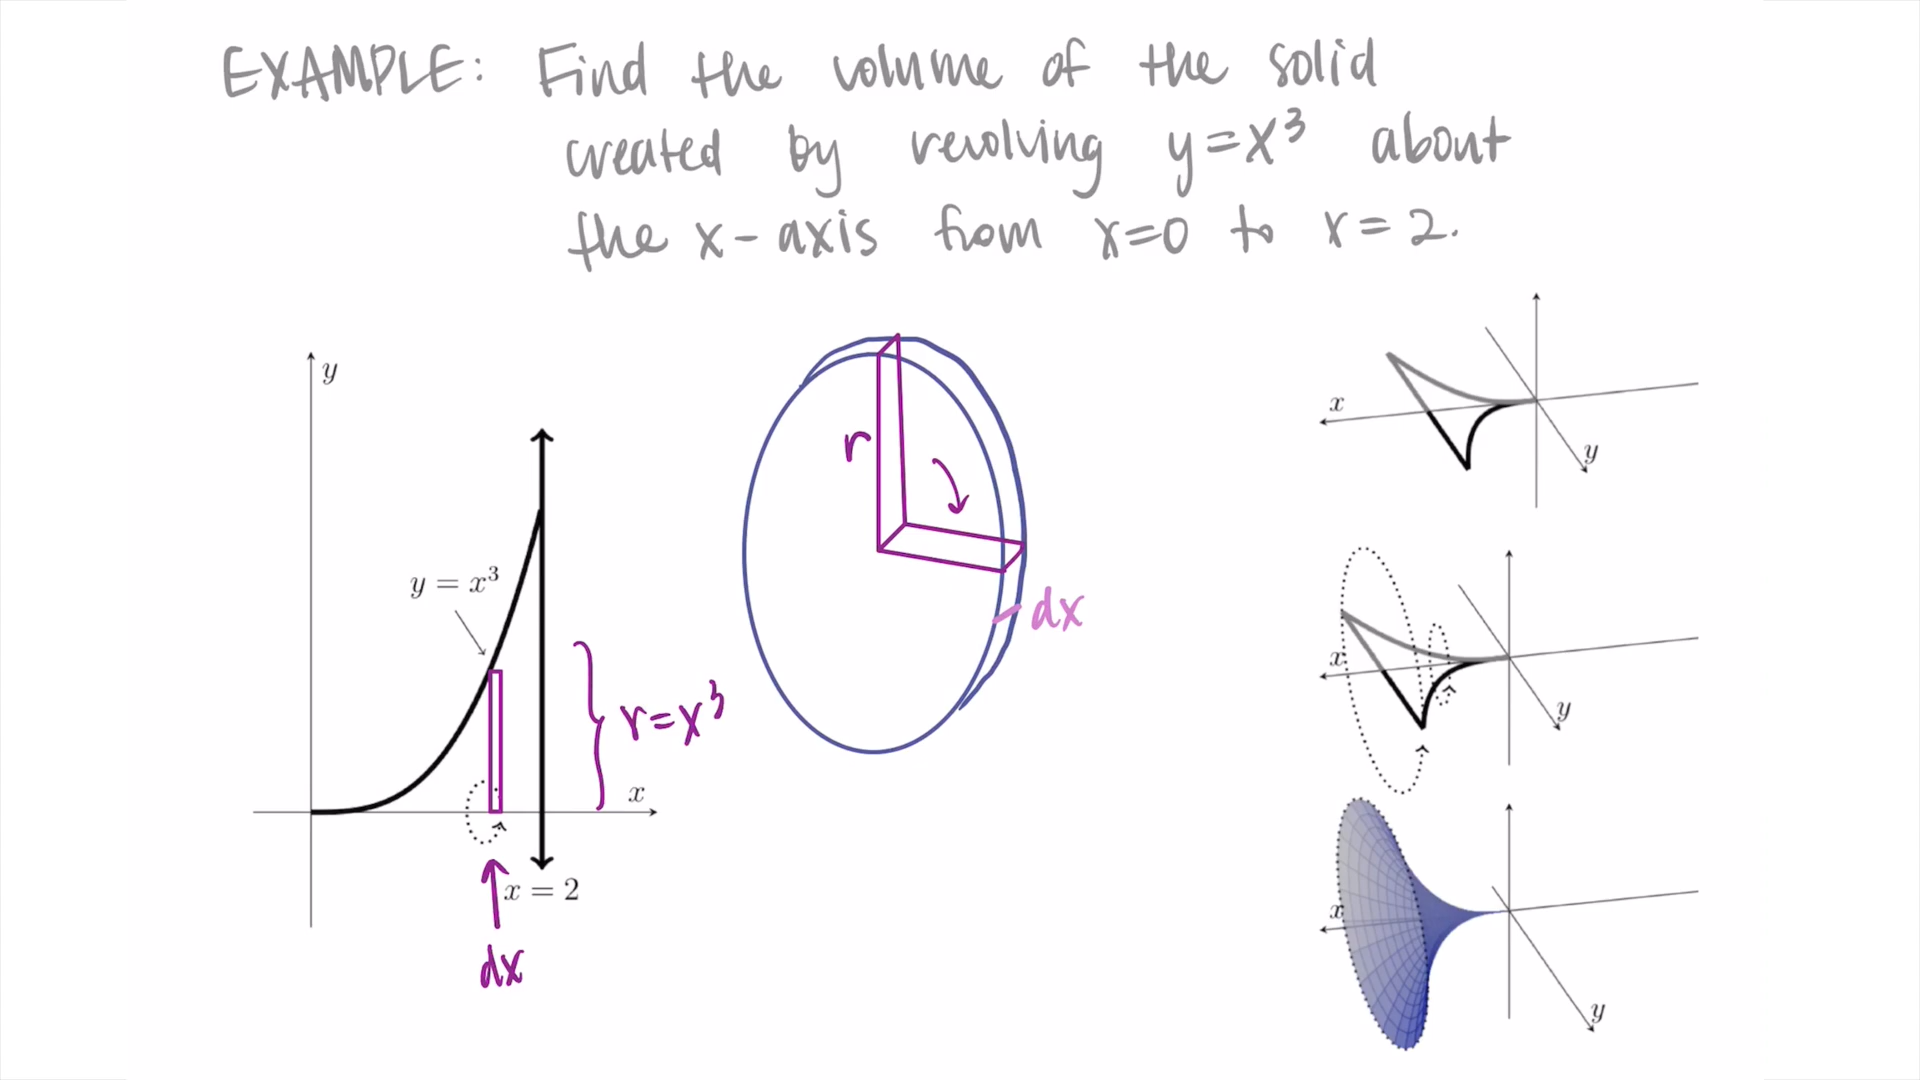 EXAMPLE: Find the volume of the solid
created by revolving y=x³ about
the x-axis from x=0 to x=2.
y
y = x³
r=x³
x
x = 2
dx
r
dx
x
y
x
y
x
y